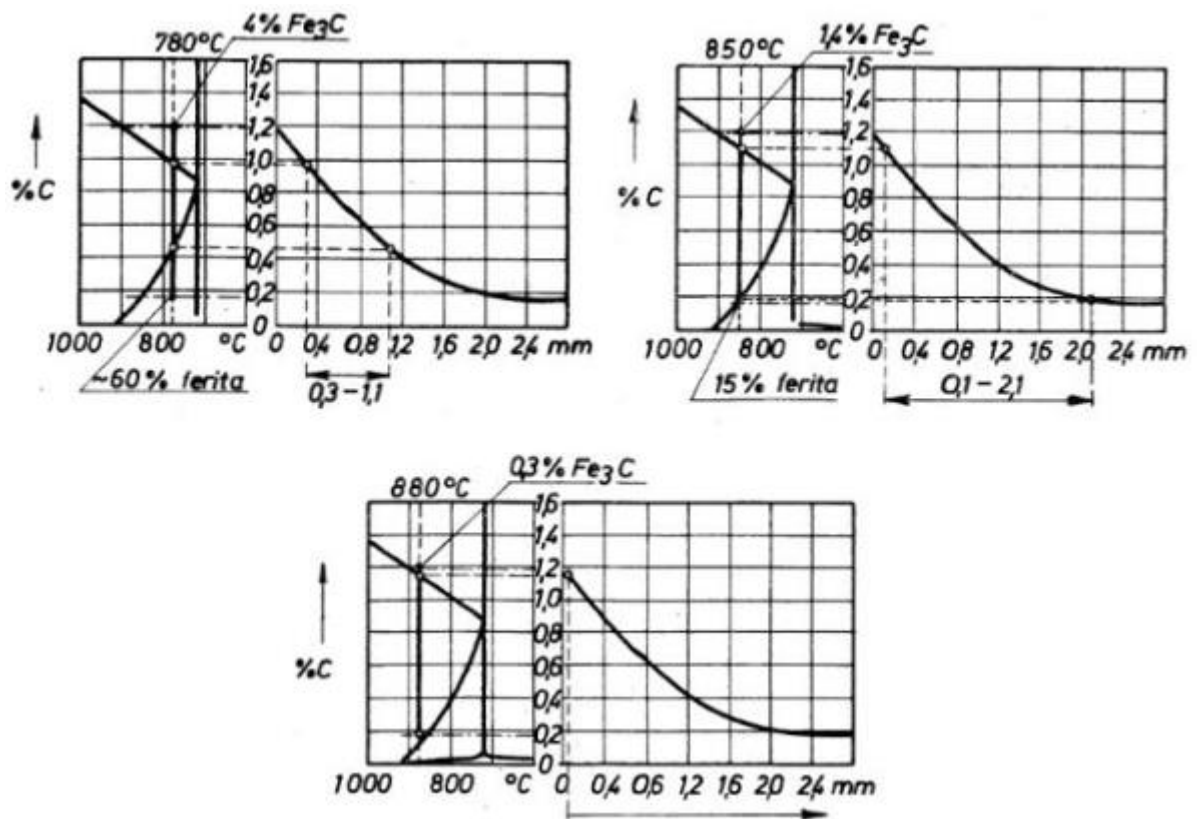 4% Fe3C
780°C
1,6
1,4
1,2
1,0
0,8
0,6
0,4
0,2
0
% C
1000 800 °C 0 0,4 0,8 1,2 1,6 2,0 2,4 mm
~60% ferita
0,3-1,1
1,4% Fe3C
850°C
1,6
1,4
1,2
1,0
0,8
0,6
0,4
0,2
0
% C
1000 800 °C 0 0,4 0,8 1,2 1,6 2,0 2,4 mm
15% ferita
0,1-2,1
0,3% Fe3C
880°C
1,6
1,4
1,2
1,0
0,8
0,6
0,4
0,2
0
%C
1000 800 °C 0 0,4 0,6 1,2 1,6 2,0 2,4 mm